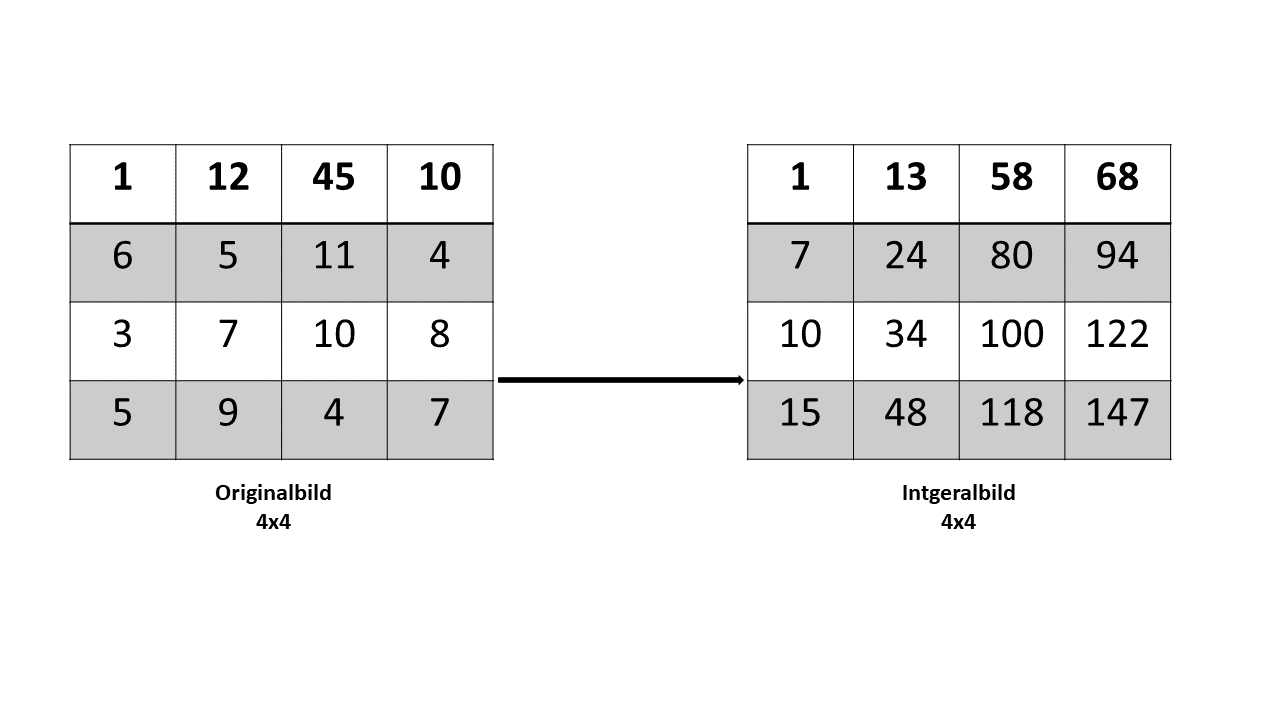 1 12 45 10
6 5 11 4
3 7 10 8
5 9 4 7
Originalbild
4x4
1 13 58 68
7 24 80 94
10 34 100 122
15 48 118 147
Intgeralbild
4x4